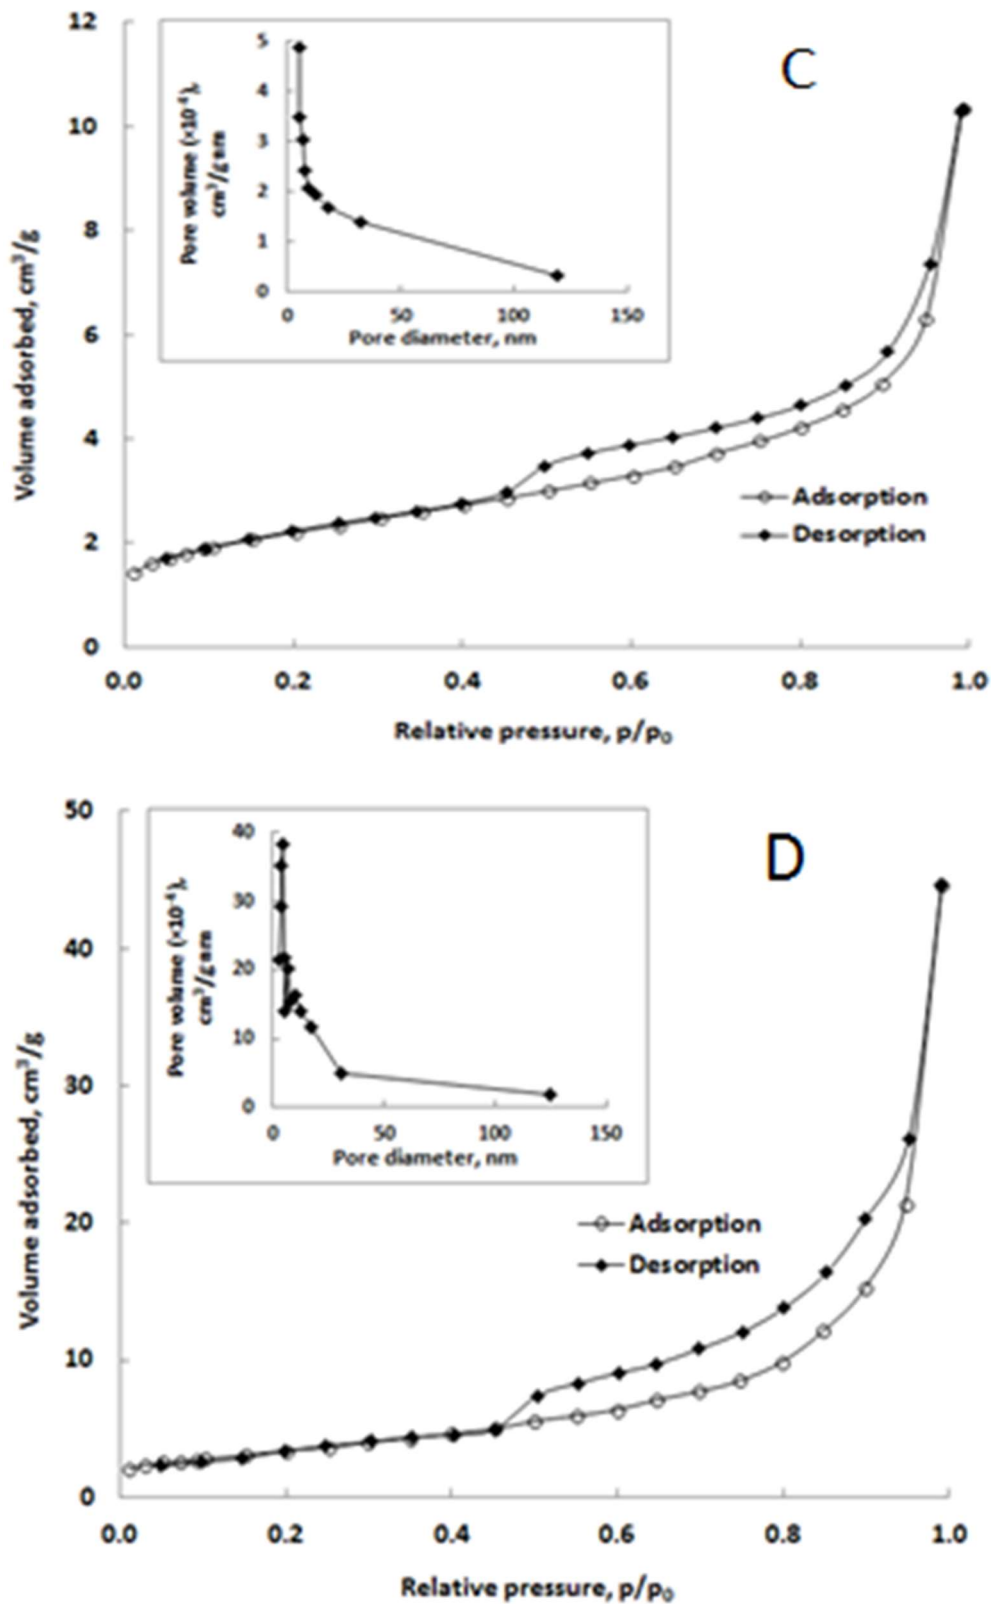 12
10
8
6
4
2
0
Volume adsorbed, cm³/g
0.0 0.2 0.4 0.6 0.8 1.0
Relative pressure, p/p₀
C
5
4
3
2
1
0
Pore volume (×10⁻⁴),
cm³/g nm
0 50 100 150
Pore diameter, nm
Adsorption
Desorption
50
40
30
20
10
0
Volume adsorbed, cm³/g
0.0 0.2 0.4 0.6 0.8 1.0
Relative pressure, p/p₀
D
40
30
20
10
0
Pore volume (×10⁻⁴),
cm³/g nm
0 50 100 150
Pore diameter, nm
Adsorption
Desorption